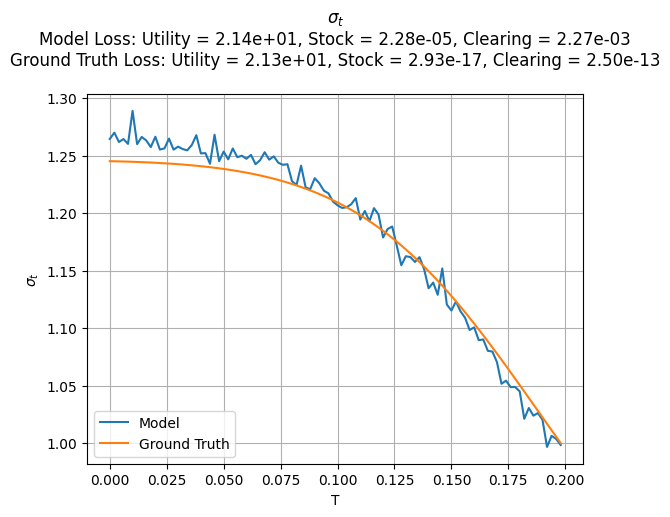 σt
Model Loss: Utility = 2.14e+01, Stock = 2.28e-05, Clearing = 2.27e-03
Ground Truth Loss: Utility = 2.13e+01, Stock = 2.93e-17, Clearing = 2.50e-13
1.30
1.25
1.20
1.15
1.10
1.05
1.00
σt
Model
Ground Truth
0.000 0.025 0.050 0.075 0.100 0.125 0.150 0.175 0.200
T